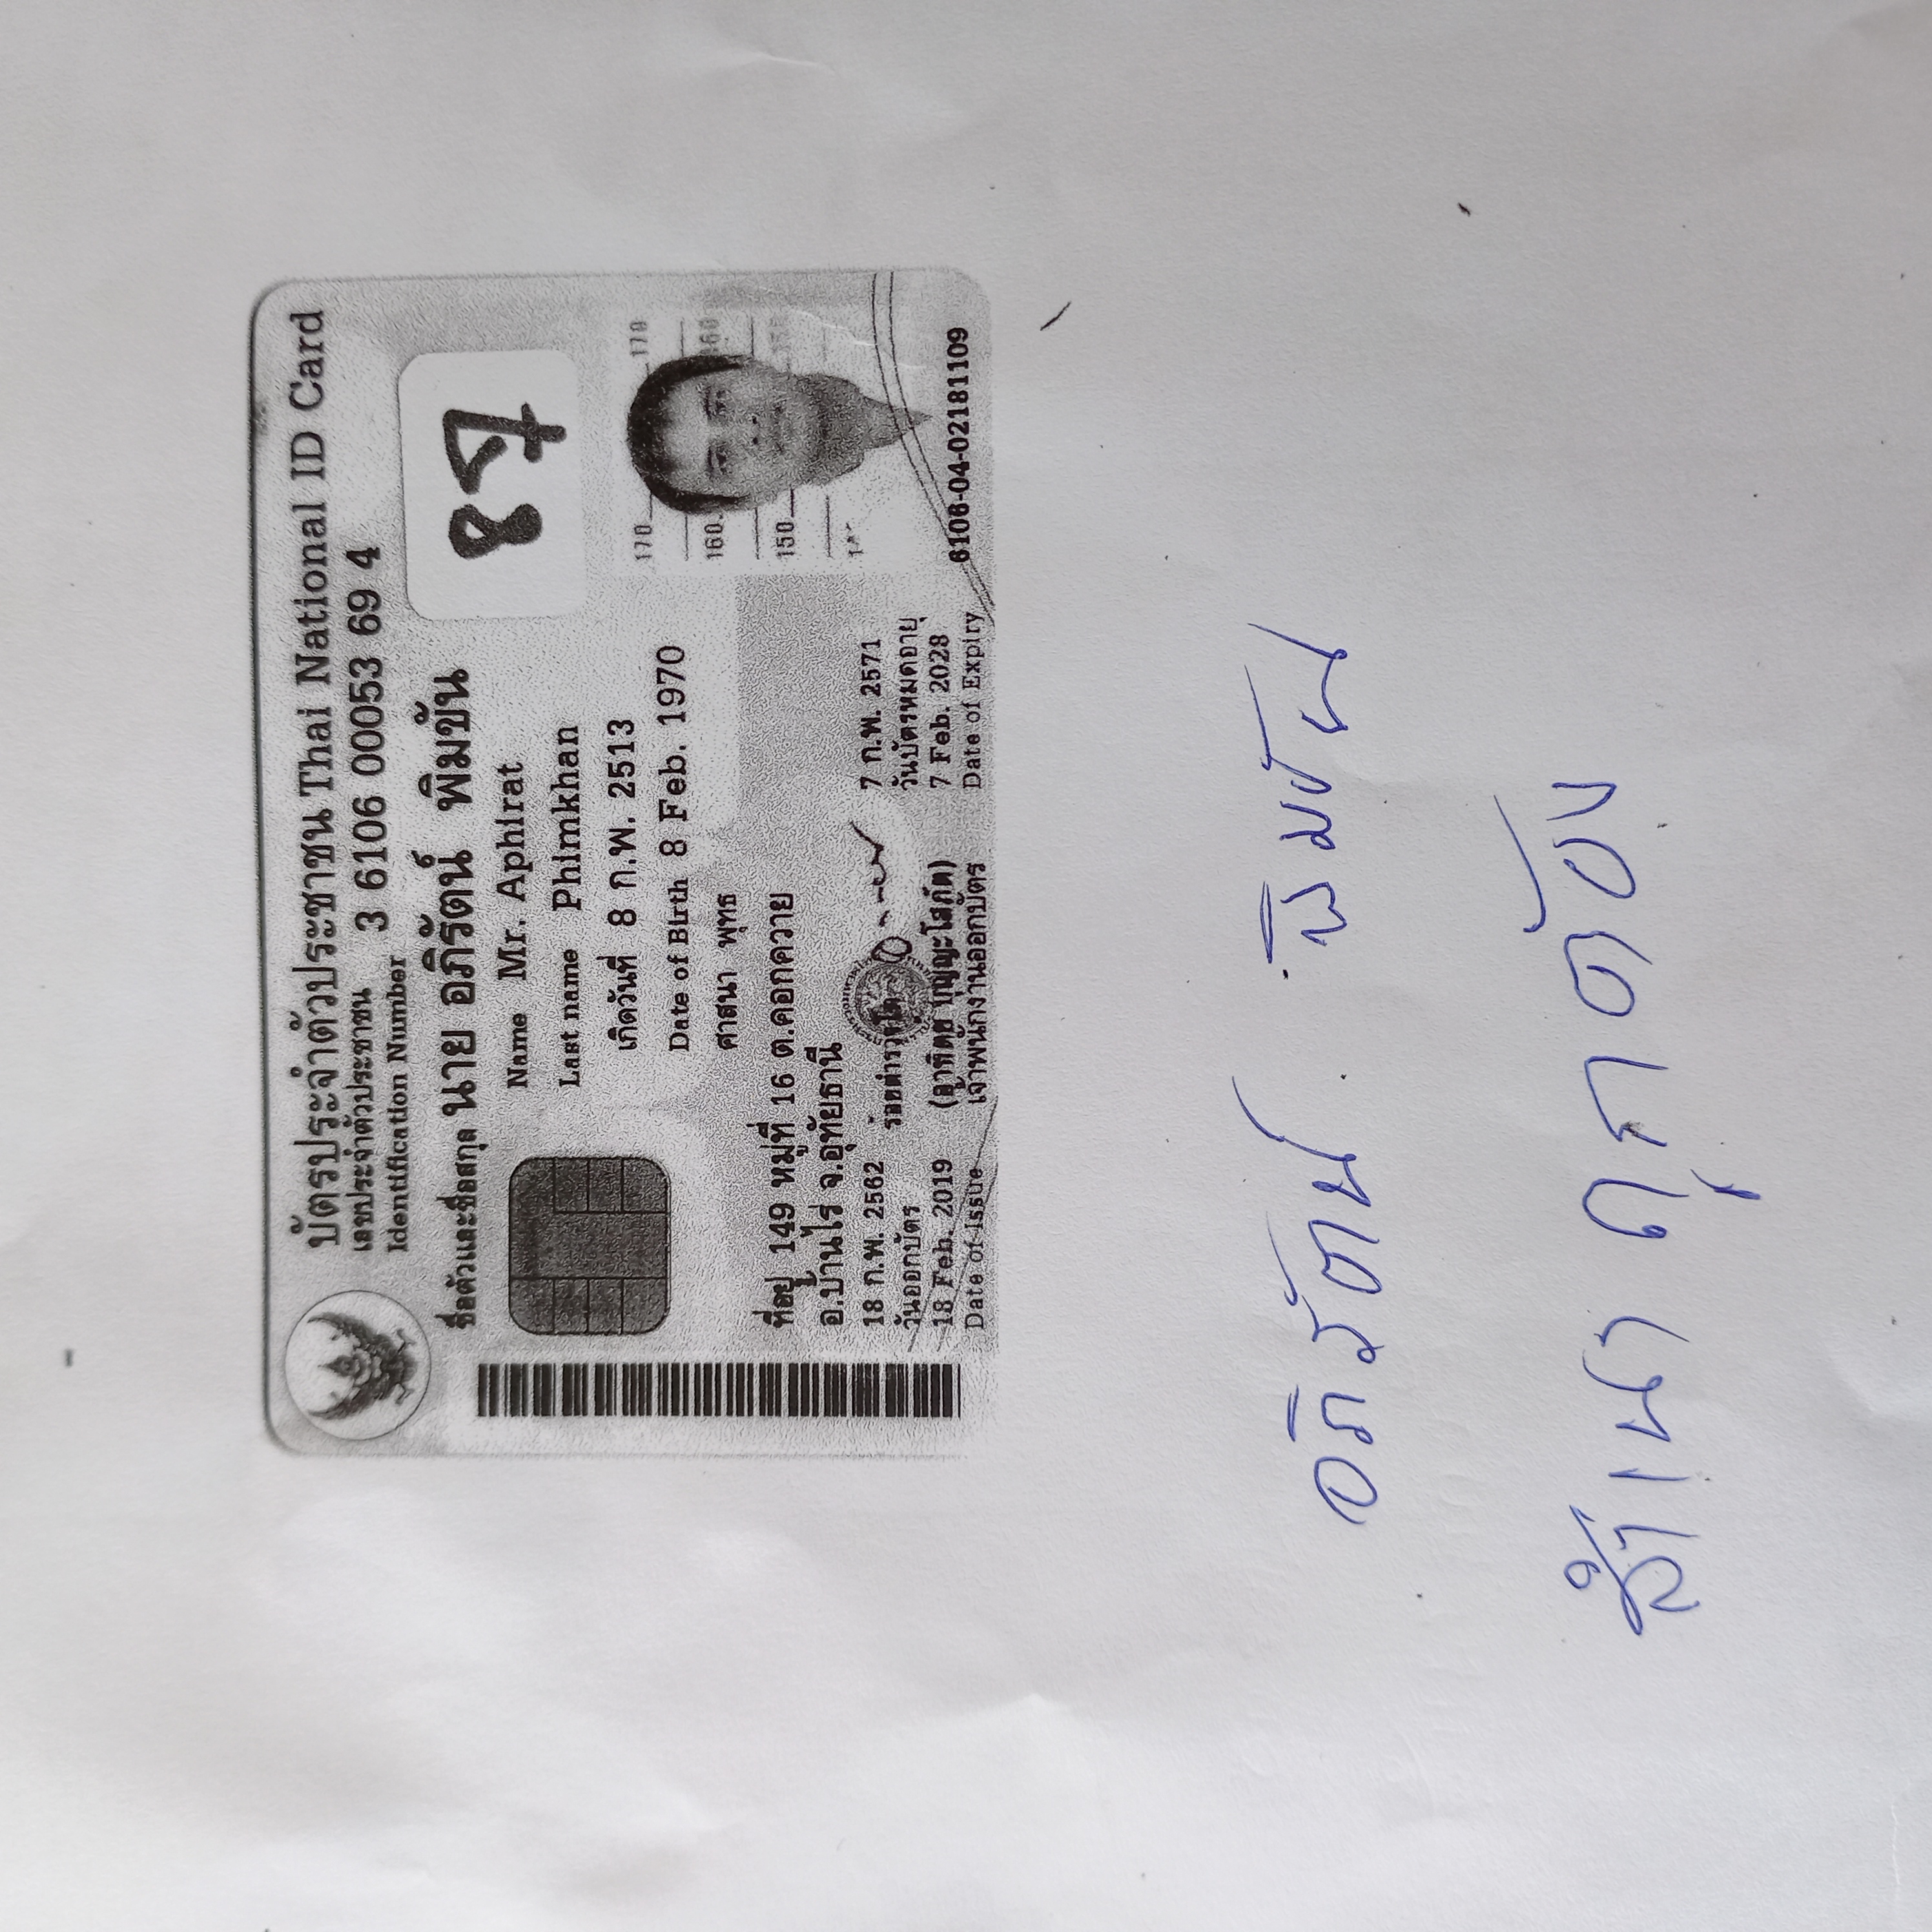 บัตรประจำตัวประชาชน Thai National ID Card
เลขประจำตัวประชาชน
Identification Number 3 6106 00053 69 4
ชื่อตัวและชื่อสกุล นาย อภิรัตน์ พิมขัน
87
Name Mr. Aphirat
Last name Phimkhan
เกิดวันที่ 8 ก.พ. 2513
Date of Birth 8 Feb. 1970
ศาสนา พุทธ
ที่อยู่ 149 หมู่ที่ 16 ต.คอกควาย
อ.บ้านไร่ จ.อุทัยธานี
170 170
160 160
150 150
18 ก.พ. 2562 ร้อยตำรวจโท 7 ก.พ. 2571
วันออกบัตร วันบัตรหมดอายุ
18 Feb. 2019 (อาทิตย์ บุญญะโสภัต) 7 Feb. 2028
Date of Issue เจ้าพนักงานออกบัตร Date of Expiry
6106-04-02181109
อภิรัตน์ พิมขัน
สำเนาถูกต้อง